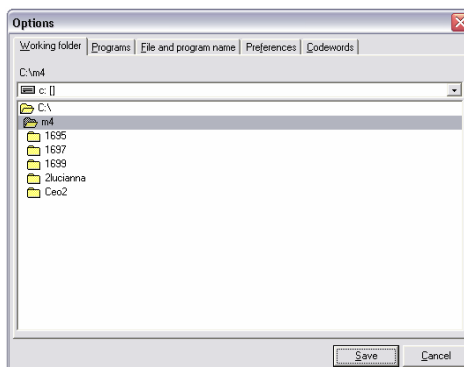 Options
Working folder Programs File and program name Preferences Codewords
C:\m4
c: []
C:\
m4
1695
1697
1699
2lucianna
Ceo2
Save Cancel